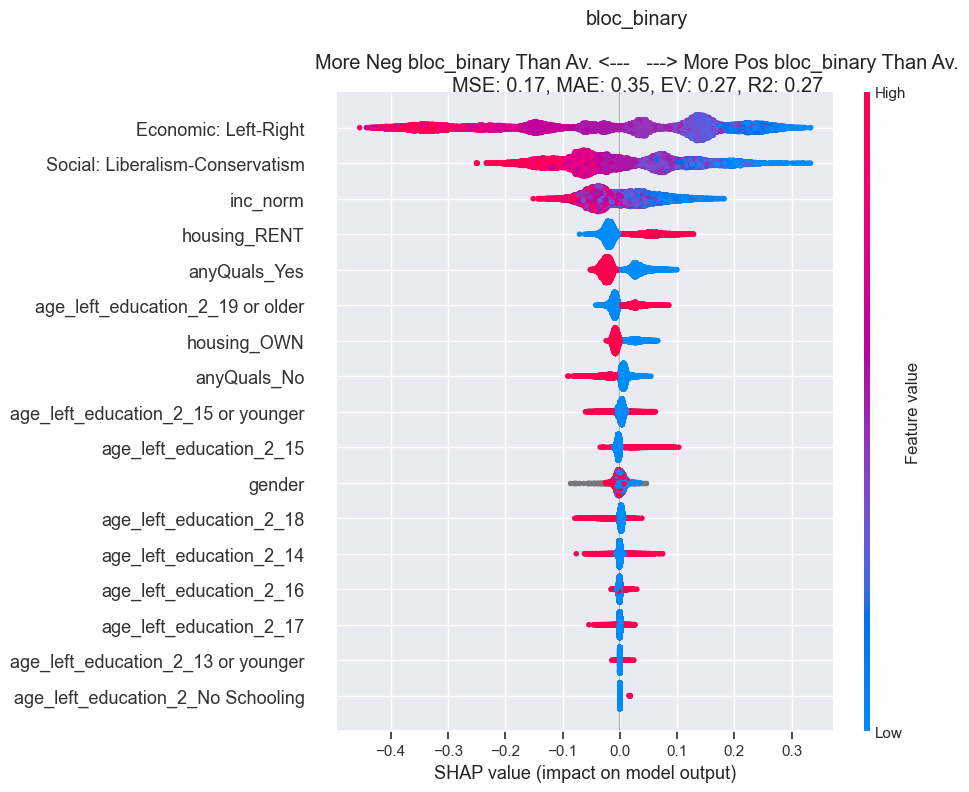 bloc_binary
More Neg bloc_binary Than Av. <--- ---> More Pos bloc_binary Than Av.
MSE: 0.17, MAE: 0.35, EV: 0.27, R2: 0.27
High
Economic: Left-Right
Social: Liberalism-Conservatism
inc_norm
housing_RENT
anyQuals_Yes
age_left_education_2_19 or older
housing_OWN
anyQuals_No
age_left_education_2_15 or younger
age_left_education_2_15
gender
age_left_education_2_18
age_left_education_2_14
age_left_education_2_16
age_left_education_2_17
age_left_education_2_13 or younger
age_left_education_2_No Schooling
Feature value
Low
−0.4 −0.3 −0.2 −0.1 0.0 0.1 0.2 0.3
SHAP value (impact on model output)